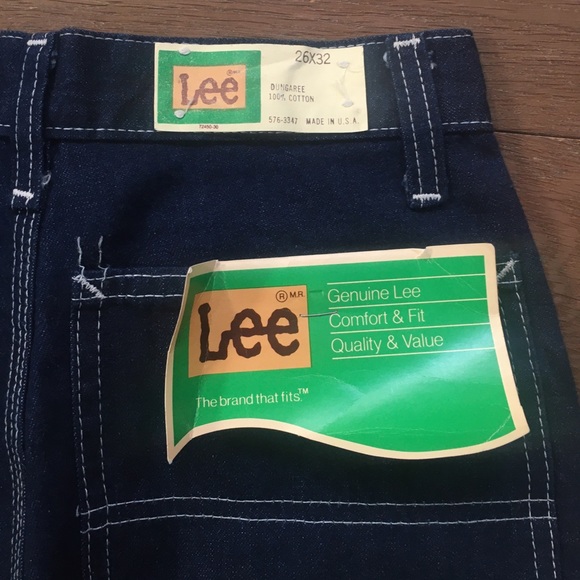 Lee ® M.R.
26X32
DUNGAREE
100% COTTON
576-3347 MADE IN U.S.A.
Lee ® M.R.
Genuine Lee
Comfort & Fit
Quality & Value
The brand that fits.™